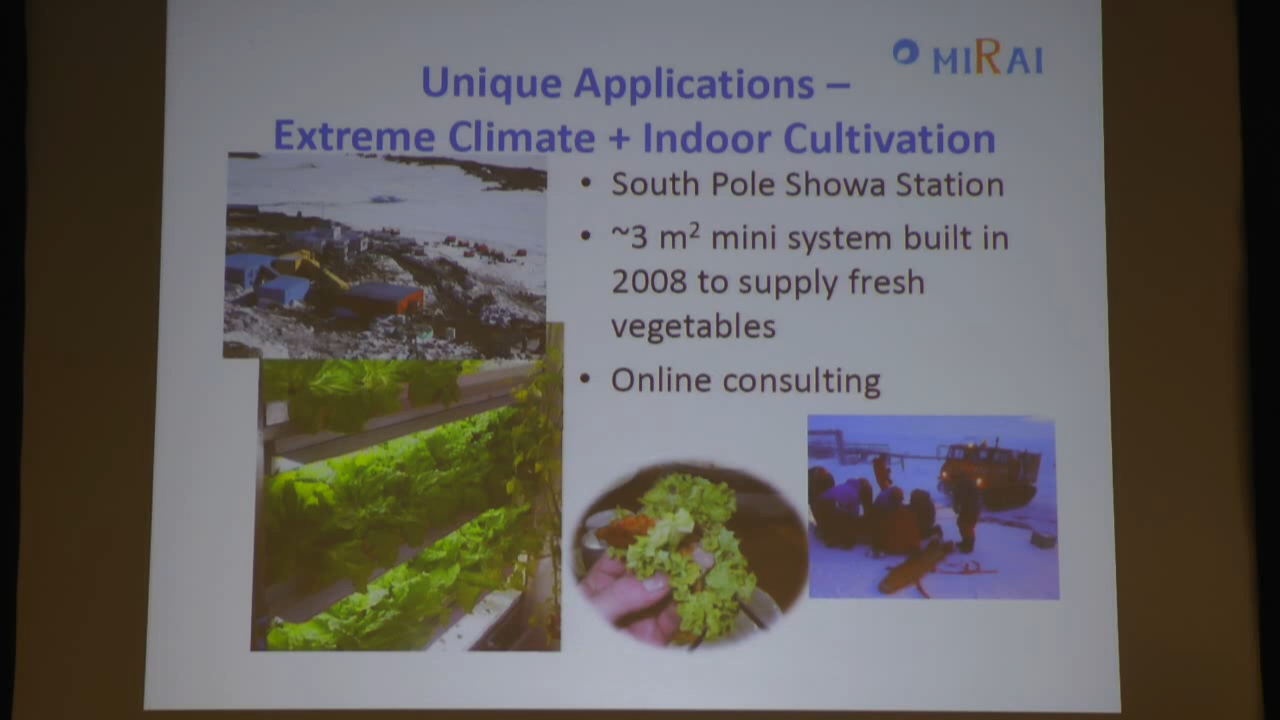 MIRAI
Unique Applications –
Extreme Climate + Indoor Cultivation
• South Pole Showa Station
• ~3 m² mini system built in
2008 to supply fresh
vegetables
• Online consulting